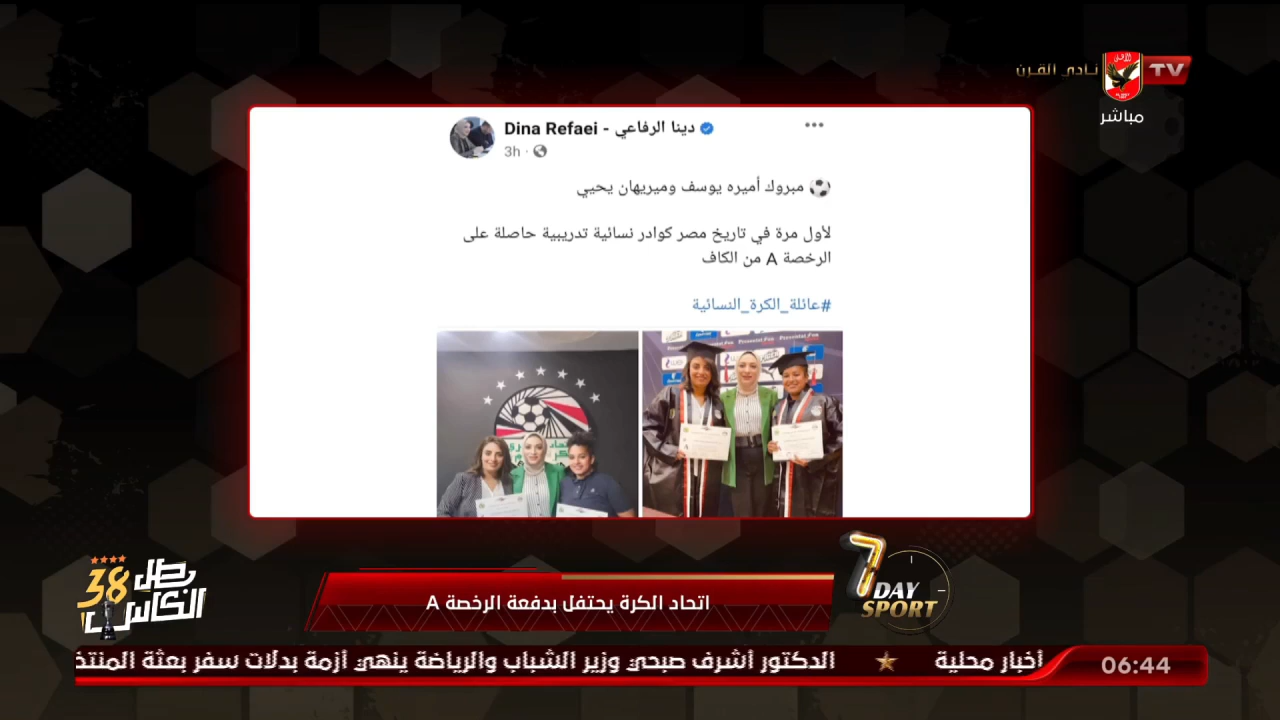 نادي القرن
TV
مباشر
Dina Refaei - دينا الرفاعي
3h
مبروك أميره يوسف وميريهان يحيي
لأول مرة في تاريخ مصر كوادر نسائية تدريبية حاصلة على
الرخصة A من الكاف
#عائلة_الكرة_النسائية
بطل
الكاس 38
اتحاد الكرة يحتفل بدفعة الرخصة A
7
DAY
SPORT
أخبار محلية
الدكتور أشرف صبحي وزير الشباب والرياضة ينهي أزمة بدلات سفر بعثة المنتخ
06:44